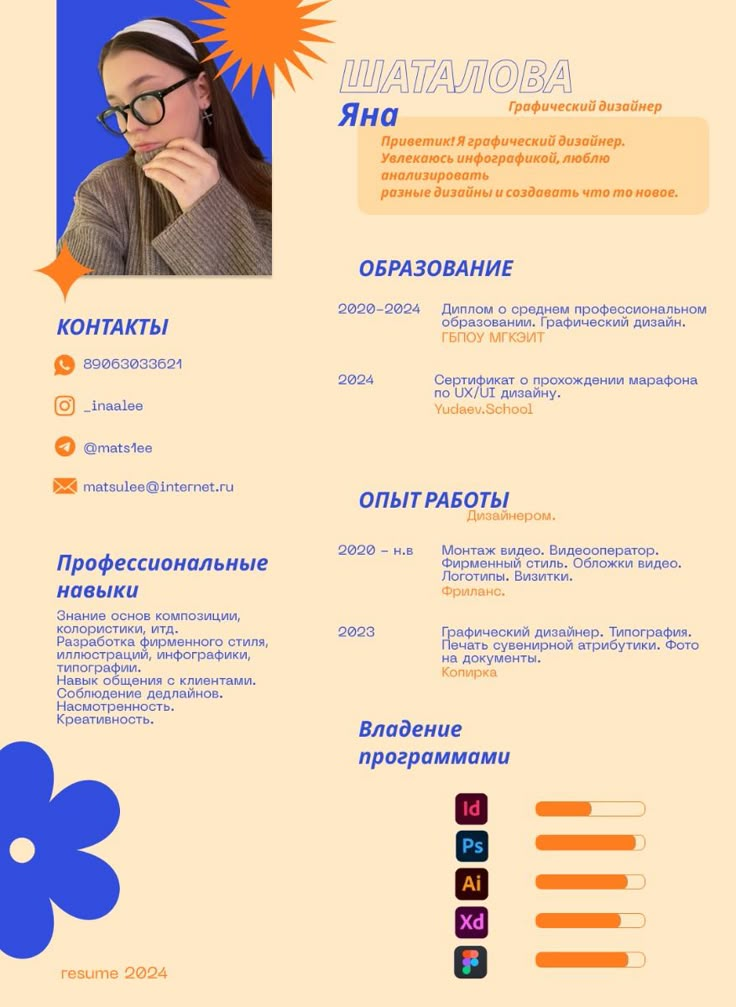 ШАТАЛОВА
Яна
Графический дизайнер
Приветик! Я графический дизайнер.
Увлекаюсь инфографикой, люблю
анализировать
разные дизайны и создавать что то новое.
КОНТАКТЫ
89063033621
_inaalee
@mats1ee
matsulee@internet.ru
Профессиональные
навыки
Знание основ композиции,
колористики, итд.
Разработка фирменного стиля,
иллюстраций, инфографики,
типографии.
Навык общения с клиентами.
Соблюдение дедлайнов.
Насмотренность.
Креативность.
resume 2024
ОБРАЗОВАНИЕ
2020-2024 Диплом о среднем профессиональном
образовании. Графический дизайн.
ГБПОУ МГКЭИТ
2024 Сертификат о прохождении марафона
по UX/UI дизайну.
Yudaev.School
ОПЫТ РАБОТЫ
Дизайнером.
2020 - н.в Монтаж видео. Видеооператор.
Фирменный стиль. Обложки видео.
Логотипы. Визитки.
Фриланс.
2023 Графический дизайнер. Типография.
Печать сувенирной атрибутики. Фото
на документы.
Копирка
Владение
программами
Id
Ps
Ai
Xd